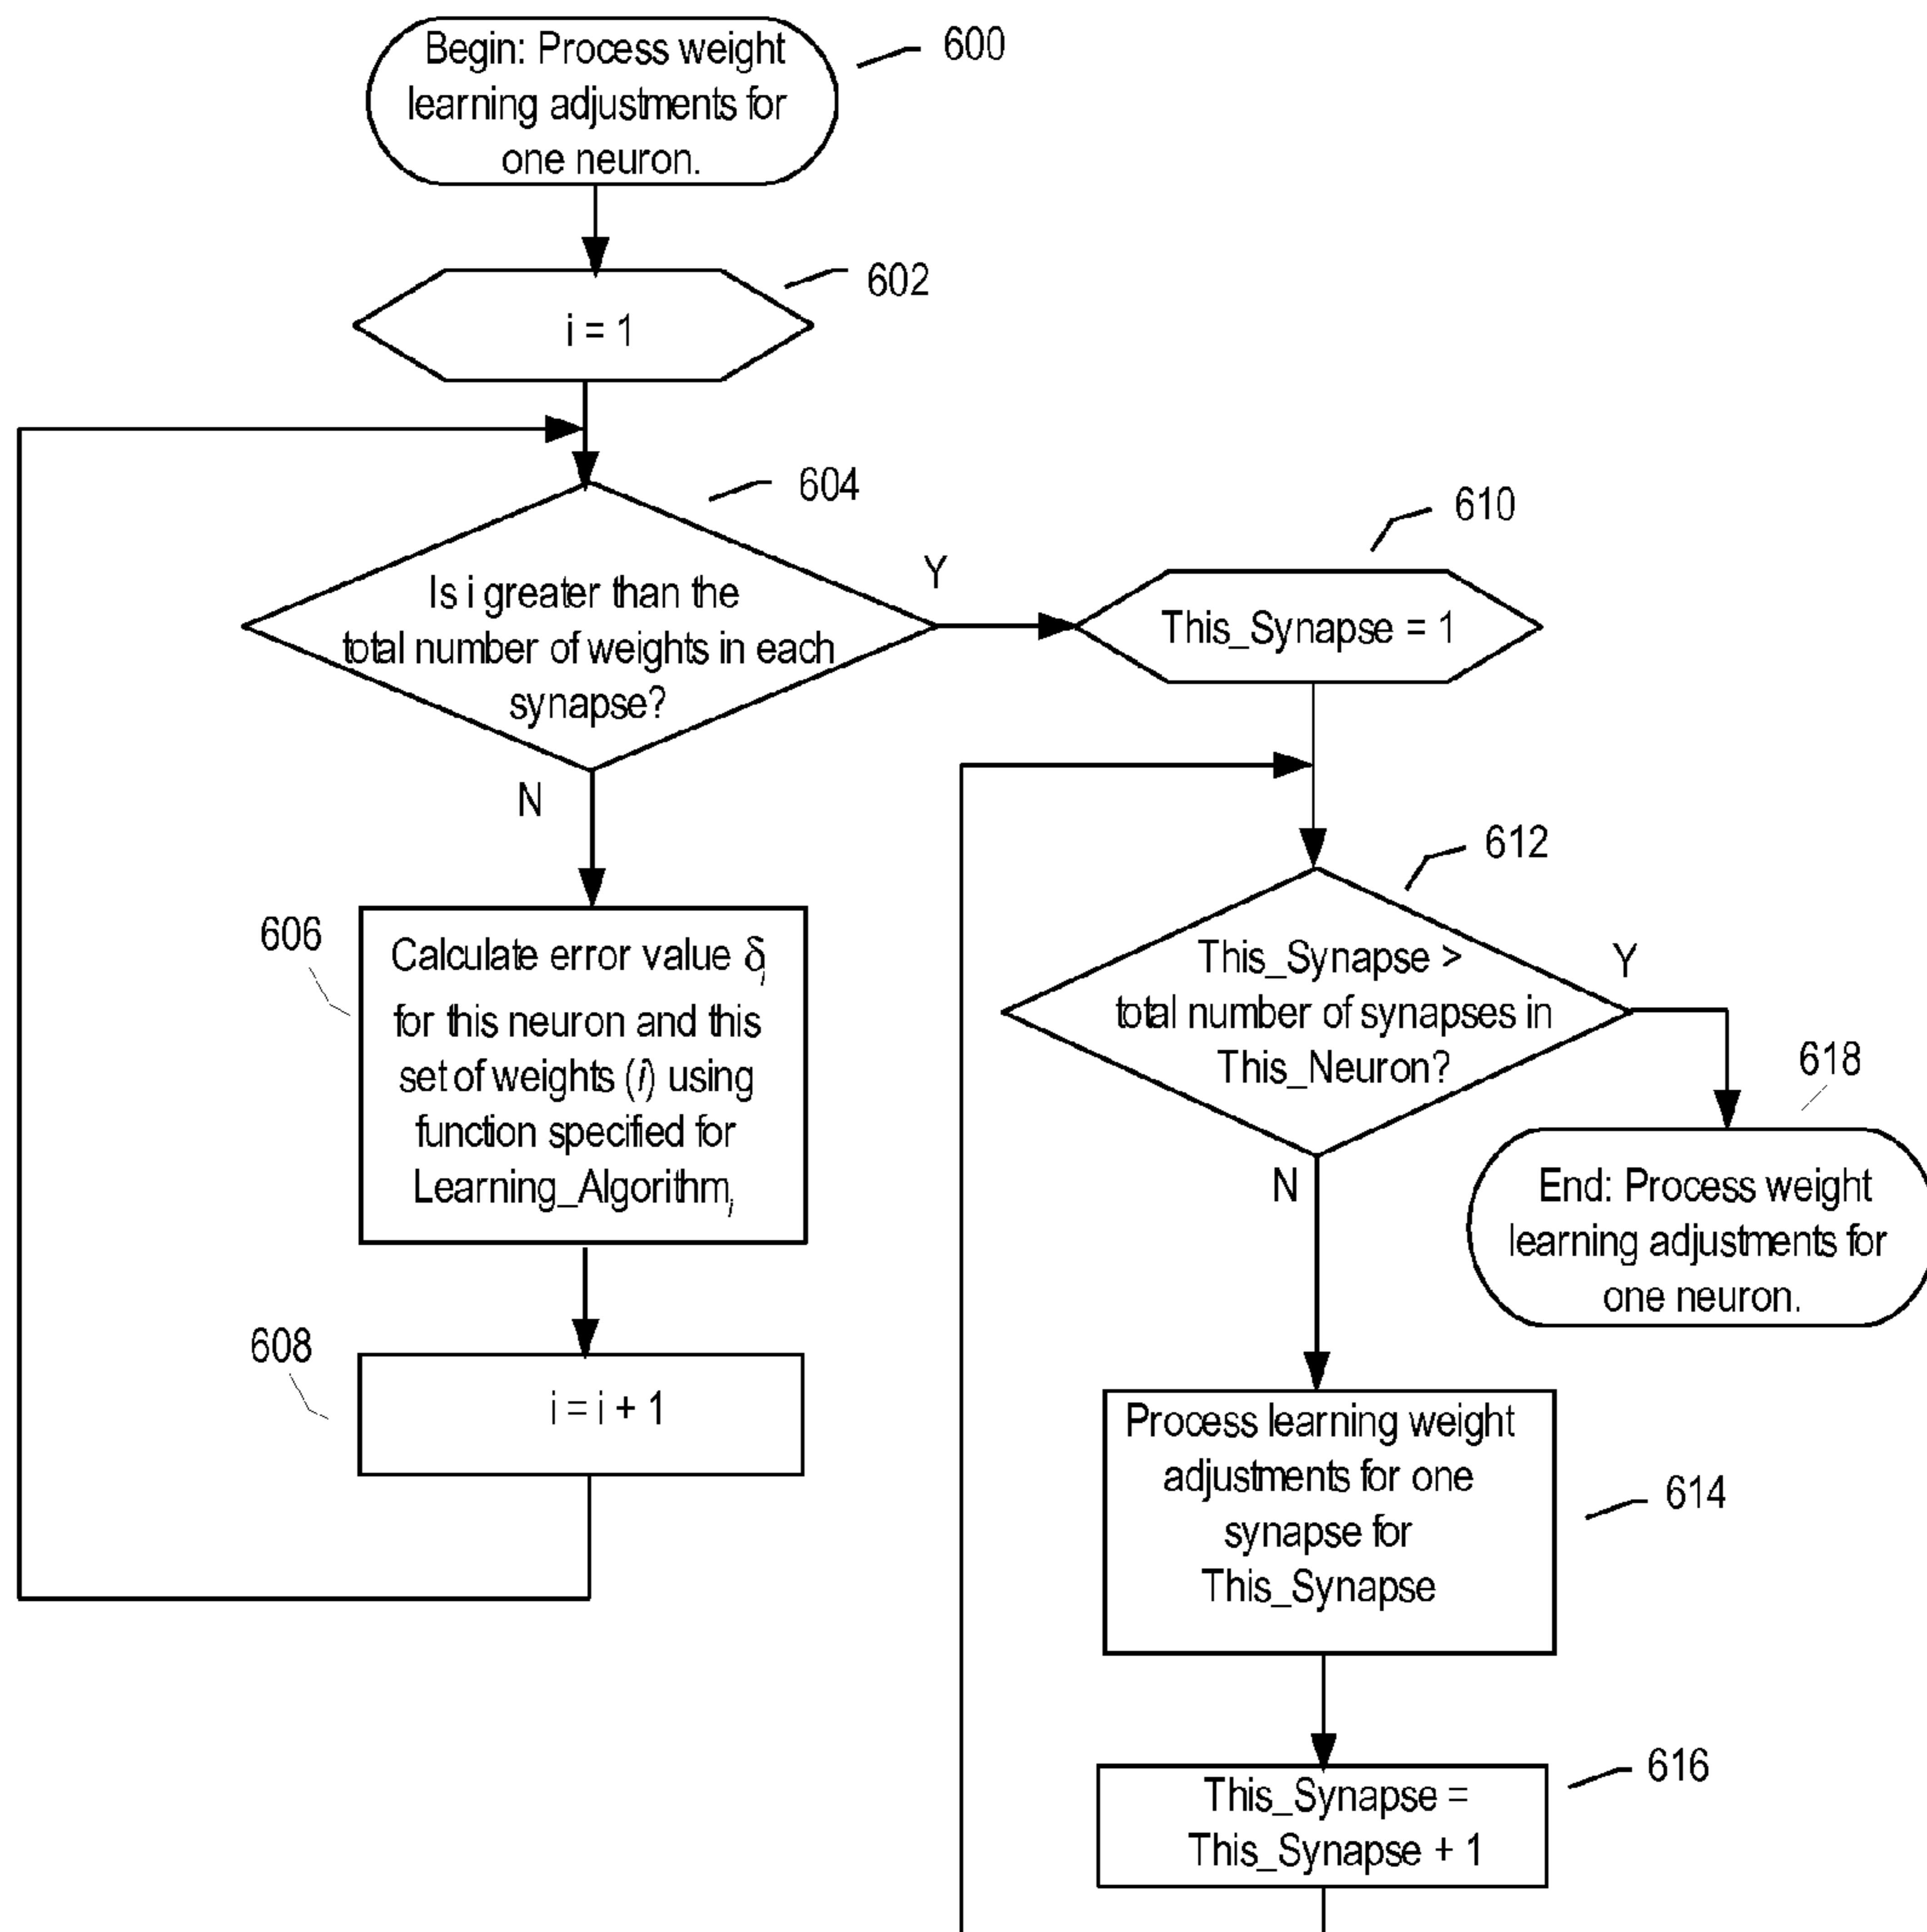 Begin: Process weight
learning adjustments for
one neuron.
600
i = 1
602
604
Is i greater than the
total number of weights in each
synapse?
Y
N
610
This_Synapse = 1
606
Calculate error value δi
for this neuron and this
set of weights (i) using
function specified for
Learning_Algorithmi
608
i = i + 1
612
This_Synapse >
total number of synapses in
This_Neuron?
Y
N
618
End: Process weight
learning adjustments for
one neuron.
Process learning weight
adjustments for one
synapse for
This_Synapse
614
616
This_Synapse =
This_Synapse + 1